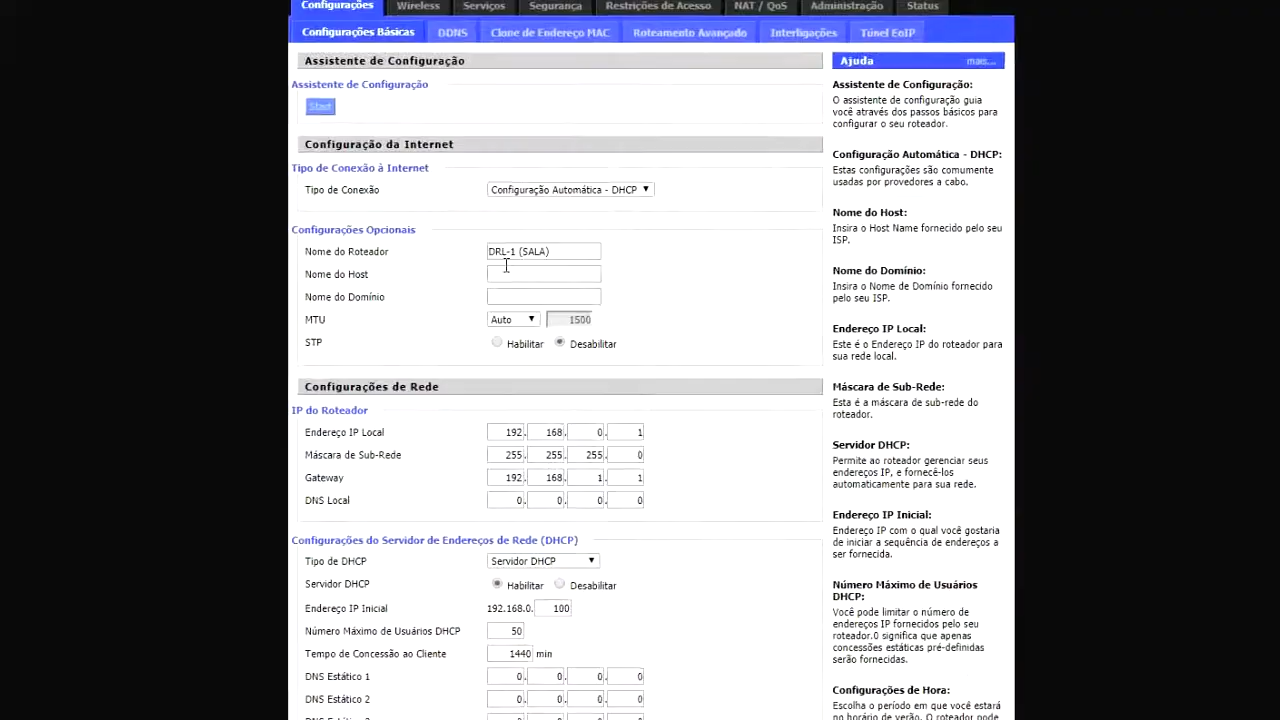 Configurações Wireless Serviços Segurança Restrições de Acesso NAT / QoS Administração Status
Configurações Básicas DDNS Clone de Endereço MAC Roteamento Avançado Interligações Túnel EoIP
Assistente de Configuração
Assistente de Configuração
Start
Configuração da Internet
Tipo de Conexão à Internet
Tipo de Conexão Configuração Automática - DHCP
Configurações Opcionais
Nome do Roteador DRL-1 (SALA)
Nome do Host
Nome do Domínio
MTU Auto 1500
STP Habilitar Desabilitar
Configurações de Rede
IP do Roteador
Endereço IP Local 192. 168. 0. 1
Máscara de Sub-Rede 255. 255. 255. 0
Gateway 192. 168. 1. 1
DNS Local 0. 0. 0. 0
Configurações do Servidor de Endereços de Rede (DHCP)
Tipo de DHCP Servidor DHCP
Servidor DHCP Habilitar Desabilitar
Endereço IP Inicial 192.168.0. 100
Número Máximo de Usuários DHCP 50
Tempo de Concessão ao Cliente 1440 min
DNS Estático 1 0. 0. 0. 0
DNS Estático 2 0. 0. 0. 0
Ajuda mais...
Assistente de Configuração:
O assistente de configuração guia
você através dos passos básicos para
configurar o seu roteador.
Configuração Automática - DHCP:
Estas configurações são comumente
usadas por provedores a cabo.
Nome do Host:
Insira o Host Name fornecido pelo seu
ISP.
Nome do Domínio:
Insira o Nome de Domínio fornecido
pelo seu ISP.
Endereço IP Local:
Este é o Endereço IP do roteador para
sua rede local.
Máscara de Sub-Rede:
Esta é a máscara de sub-rede do
roteador.
Servidor DHCP:
Permite ao roteador gerenciar seus
endereços IP, e fornecê-los
automaticamente para sua rede.
Endereço IP Inicial:
Endereço IP com o qual você gostaria
de iniciar a sequência de endereços a
ser fornecida.
Número Máximo de Usuários
DHCP:
Você pode limitar o número de
endereços IP fornecidos pelo seu
roteador.0 significa que apenas
concessões estáticas pré-definidas
serão fornecidas.
Configurações de Hora:
Escolha o período em que você estará
no horário de verão. O roteador pode